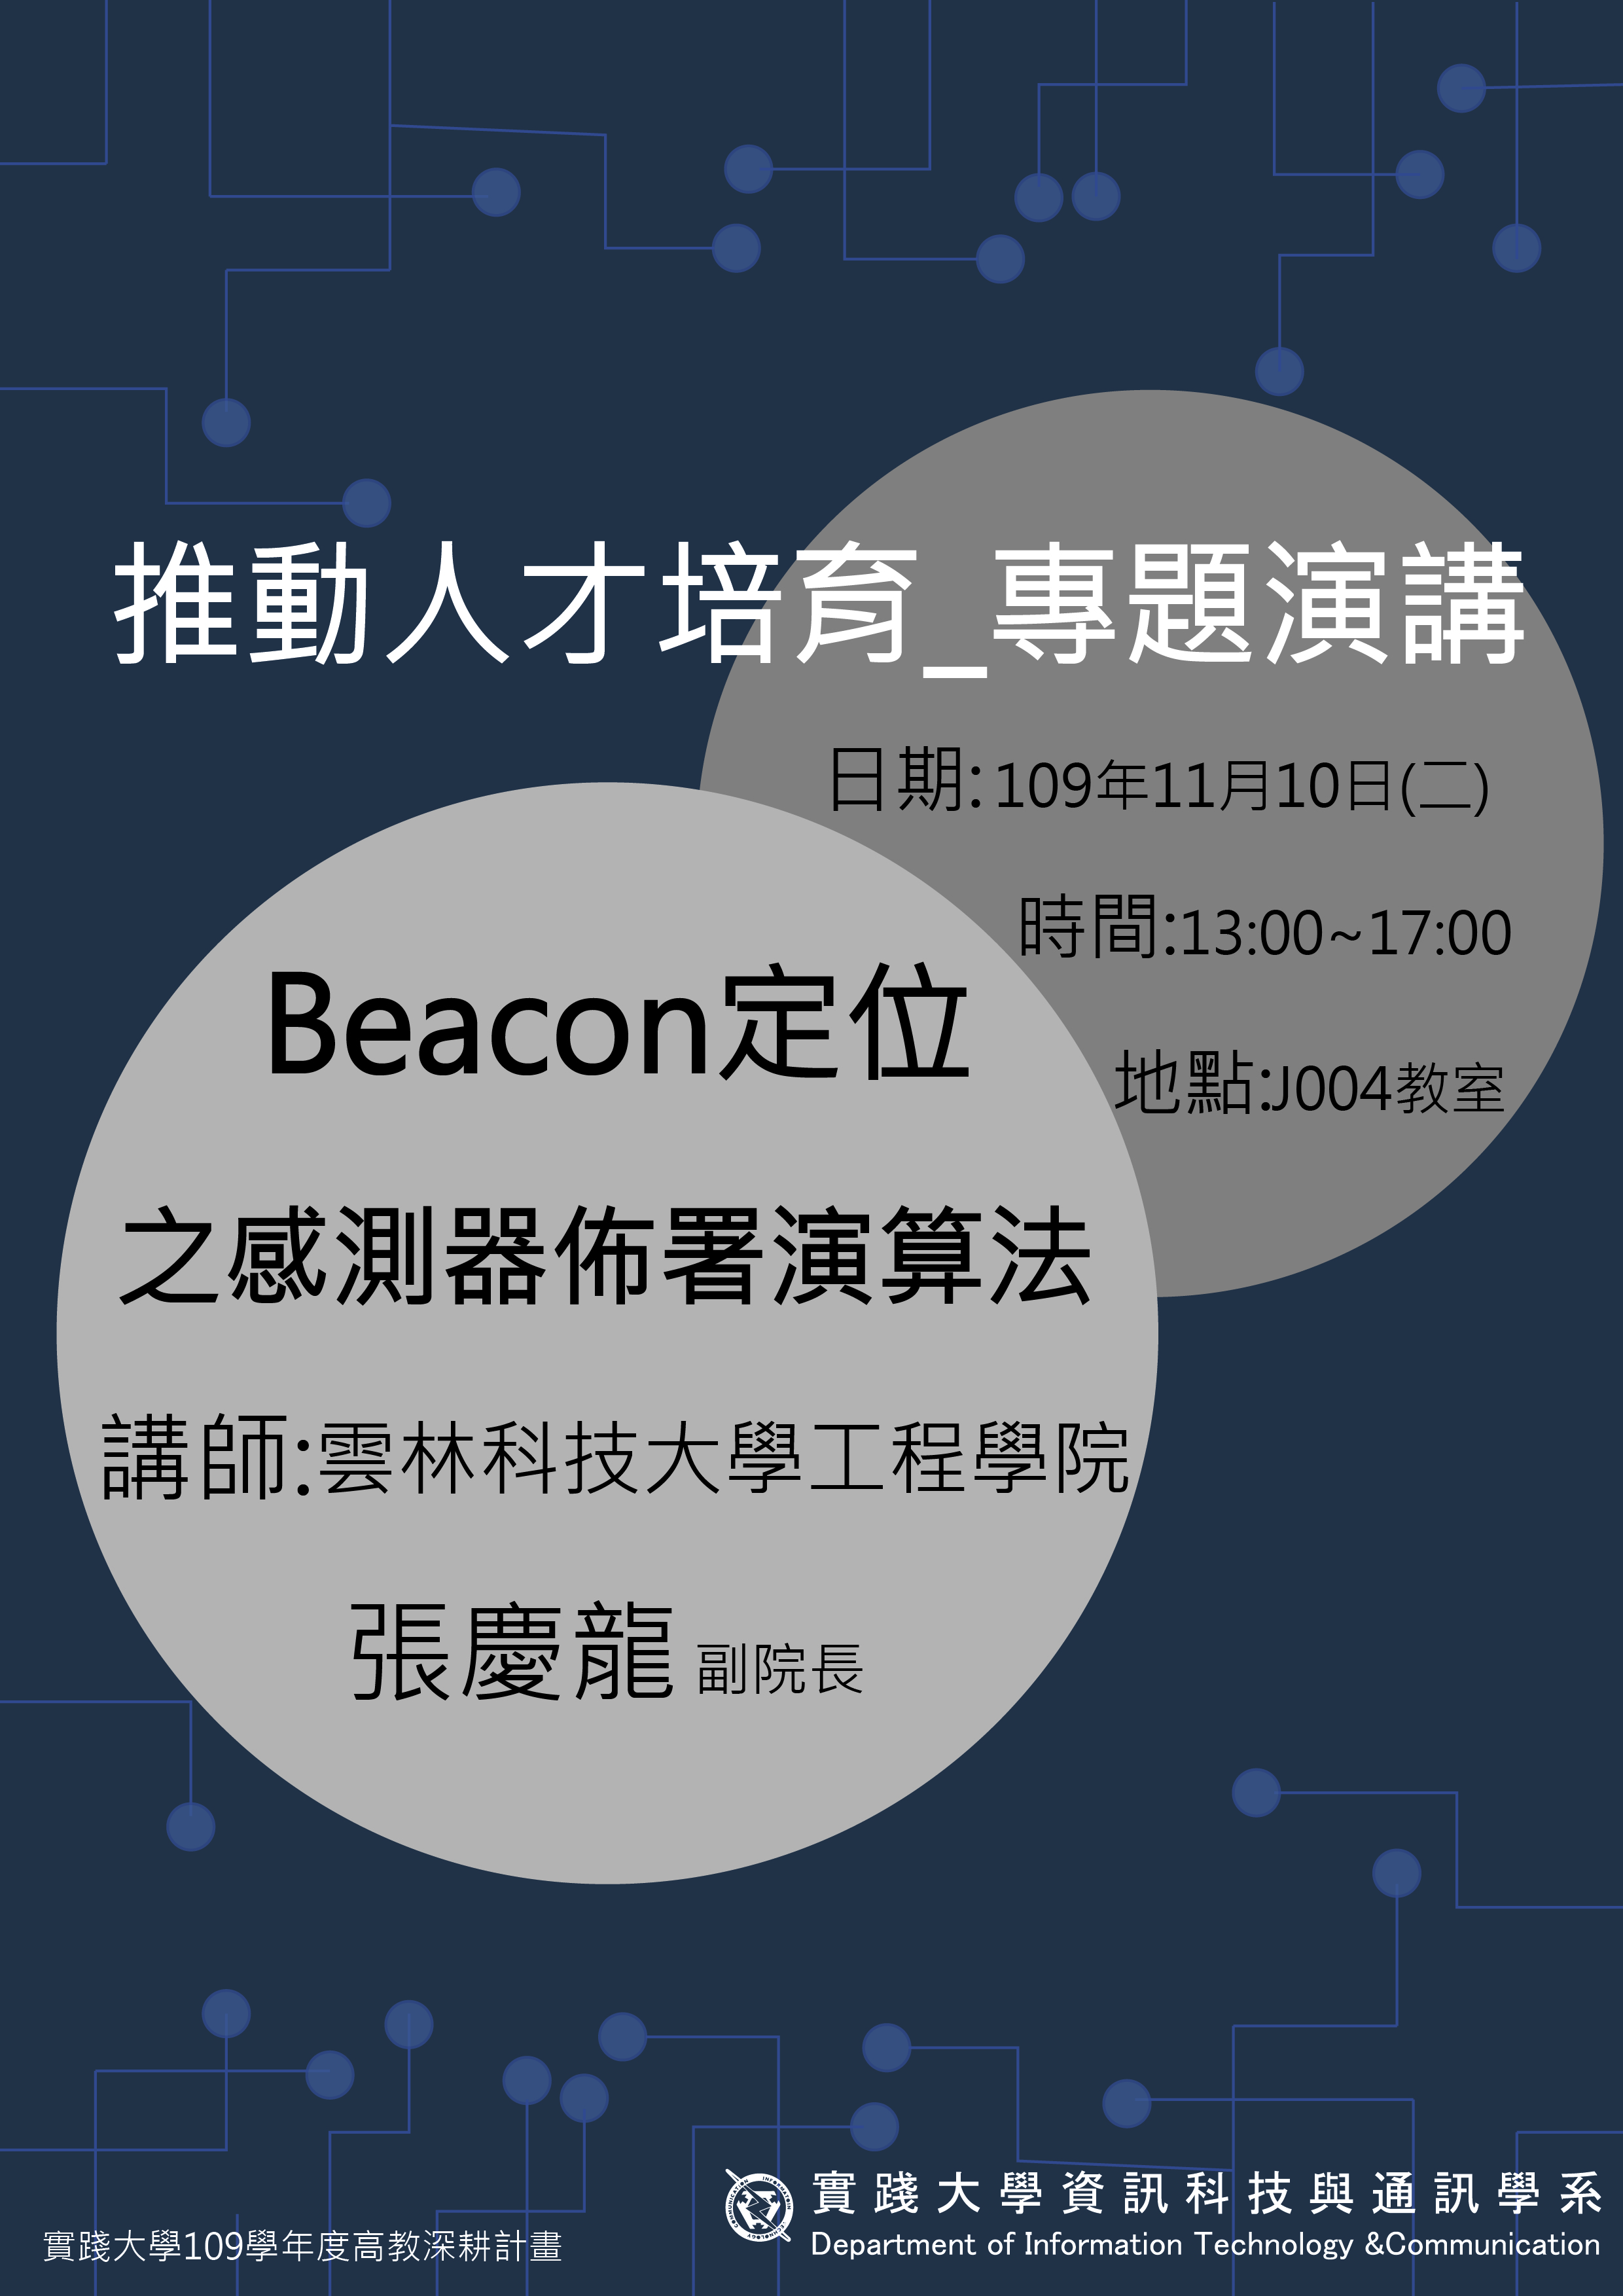 推動人才培育_專題演講
日期:109年11月10日(二)
時間:13:00~17:00
地點:J004教室
Beacon定位
之感測器佈署演算法
講師:雲林科技大學工程學院
張慶龍 副院長
實踐大學資訊科技與通訊學系
Department of Information Technology &Communication
實踐大學109學年度高教深耕計畫